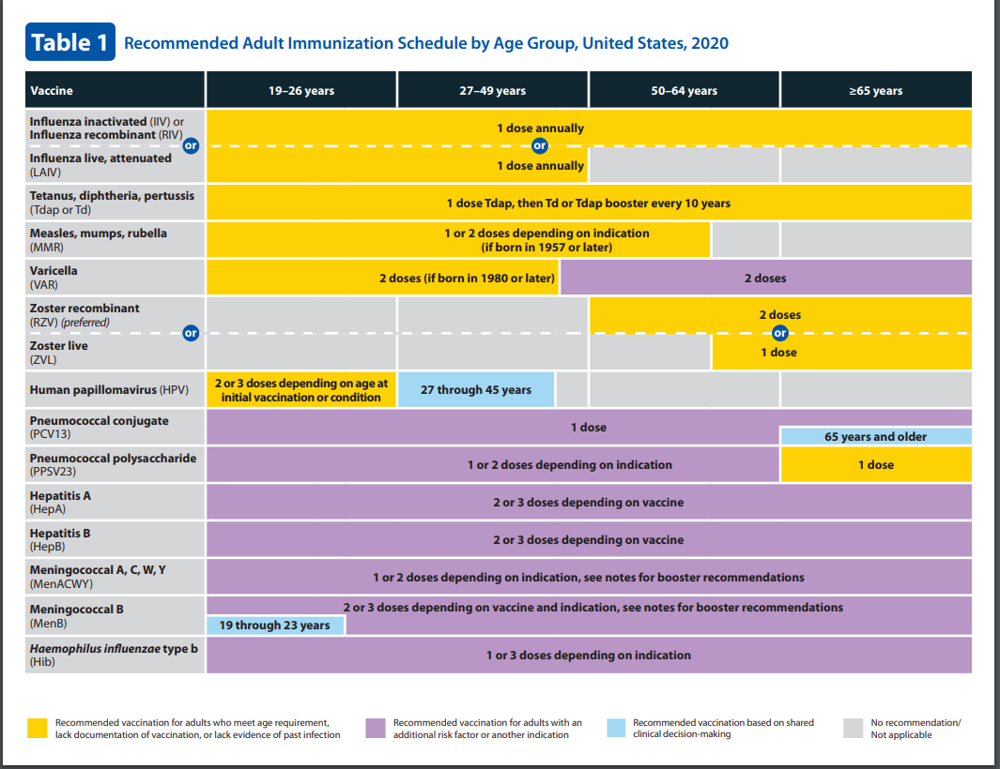 Table 1 Recommended Adult Immunization Schedule by Age Group, United States, 2020
Vaccine 19–26 years 27–49 years 50–64 years ≥65 years
Influenza inactivated (IIV) or
Influenza recombinant (RIV)
1 dose annually
or
or
Influenza live, attenuated
(LAIV)
1 dose annually
Tetanus, diphtheria, pertussis
(Tdap or Td)
1 dose Tdap, then Td or Tdap booster every 10 years
Measles, mumps, rubella
(MMR)
1 or 2 doses depending on indication
(if born in 1957 or later)
Varicella
(VAR)
2 doses (if born in 1980 or later)
2 doses
Zoster recombinant
(RZV) (preferred)
2 doses
or
or
Zoster live
(ZVL)
1 dose
Human papillomavirus (HPV)
2 or 3 doses depending on age at
initial vaccination or condition
27 through 45 years
Pneumococcal conjugate
(PCV13)
1 dose
65 years and older
Pneumococcal polysaccharide
(PPSV23)
1 or 2 doses depending on indication
1 dose
Hepatitis A
(HepA)
2 or 3 doses depending on vaccine
Hepatitis B
(HepB)
2 or 3 doses depending on vaccine
Meningococcal A, C, W, Y
(MenACWY)
1 or 2 doses depending on indication, see notes for booster recommendations
Meningococcal B
(MenB)
2 or 3 doses depending on vaccine and indication, see notes for booster recommendations
19 through 23 years
Haemophilus influenzae type b
(Hib)
1 or 3 doses depending on indication
Recommended vaccination for adults who meet age requirement,
lack documentation of vaccination, or lack evidence of past infection
Recommended vaccination for adults with an
additional risk factor or another indication
Recommended vaccination based on shared
clinical decision-making
No recommendation/
Not applicable